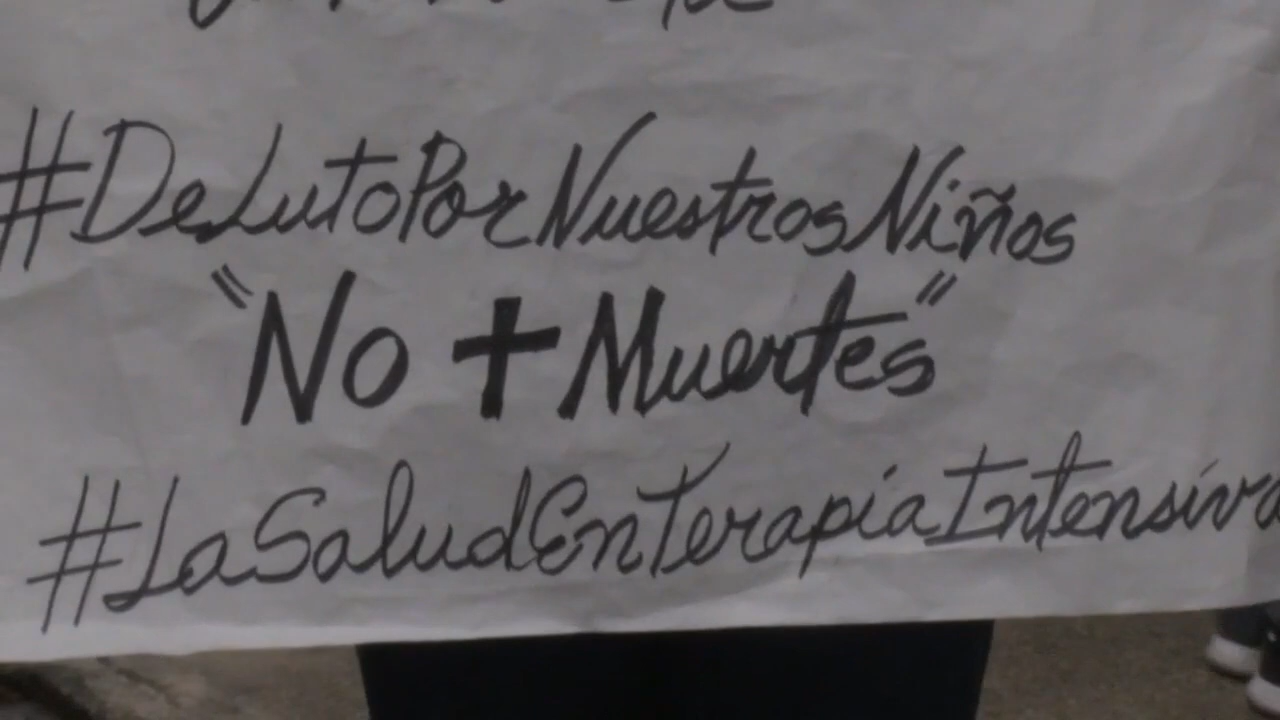 #DeLutoPorNuestrosNiños
"No + Muertes"
#LaSaludEnTerapiaIntensiva